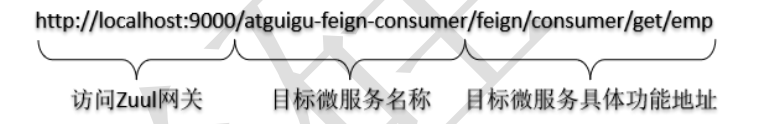 http://localhost:9000/atguigu-feign-consumer/feign/consumer/get/emp
访问Zuul网关 目标微服务名称 目标微服务具体功能地址